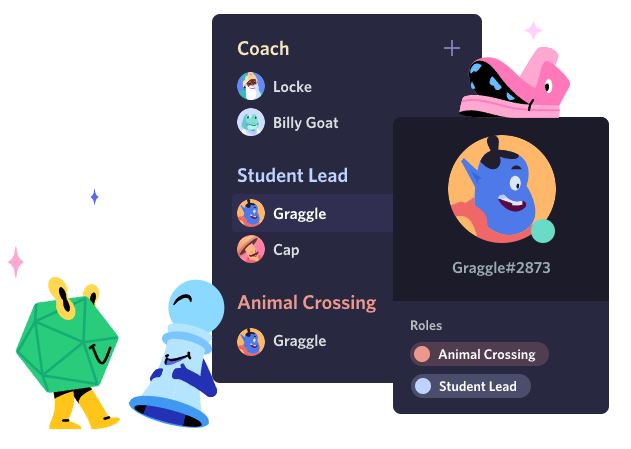 Coach
Locke
Billy Goat
Student Lead
Graggle
Cap
Animal Crossing
Graggle
Graggle#2873
Roles
Animal Crossing
Student Lead